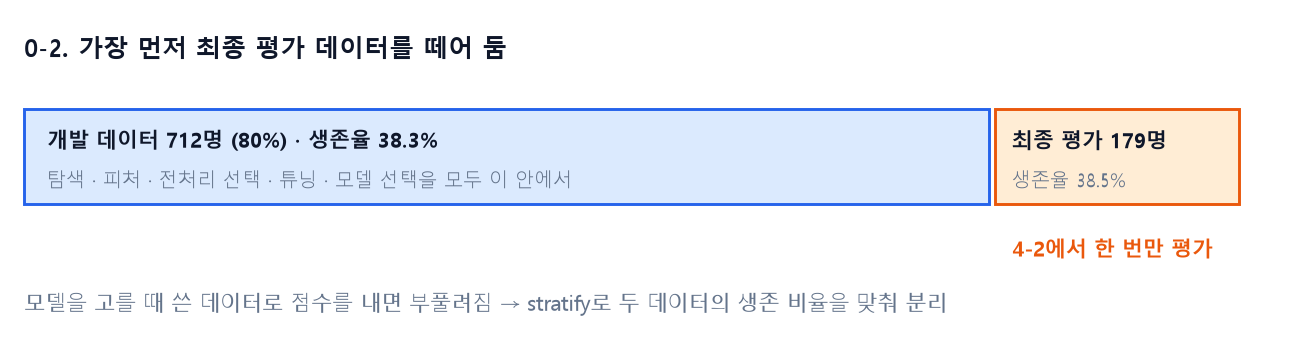 0-2. 가장 먼저 최종 평가 데이터를 떼어 둠
개발 데이터 712명 (80%) · 생존율 38.3%
탐색 · 피처 · 전처리 선택 · 튜닝 · 모델 선택을 모두 이 안에서
최종 평가 179명
생존율 38.5%
4-2에서 한 번만 평가
모델을 고를 때 쓴 데이터로 점수를 내면 부풀려짐 → stratify로 두 데이터의 생존 비율을 맞춰 분리